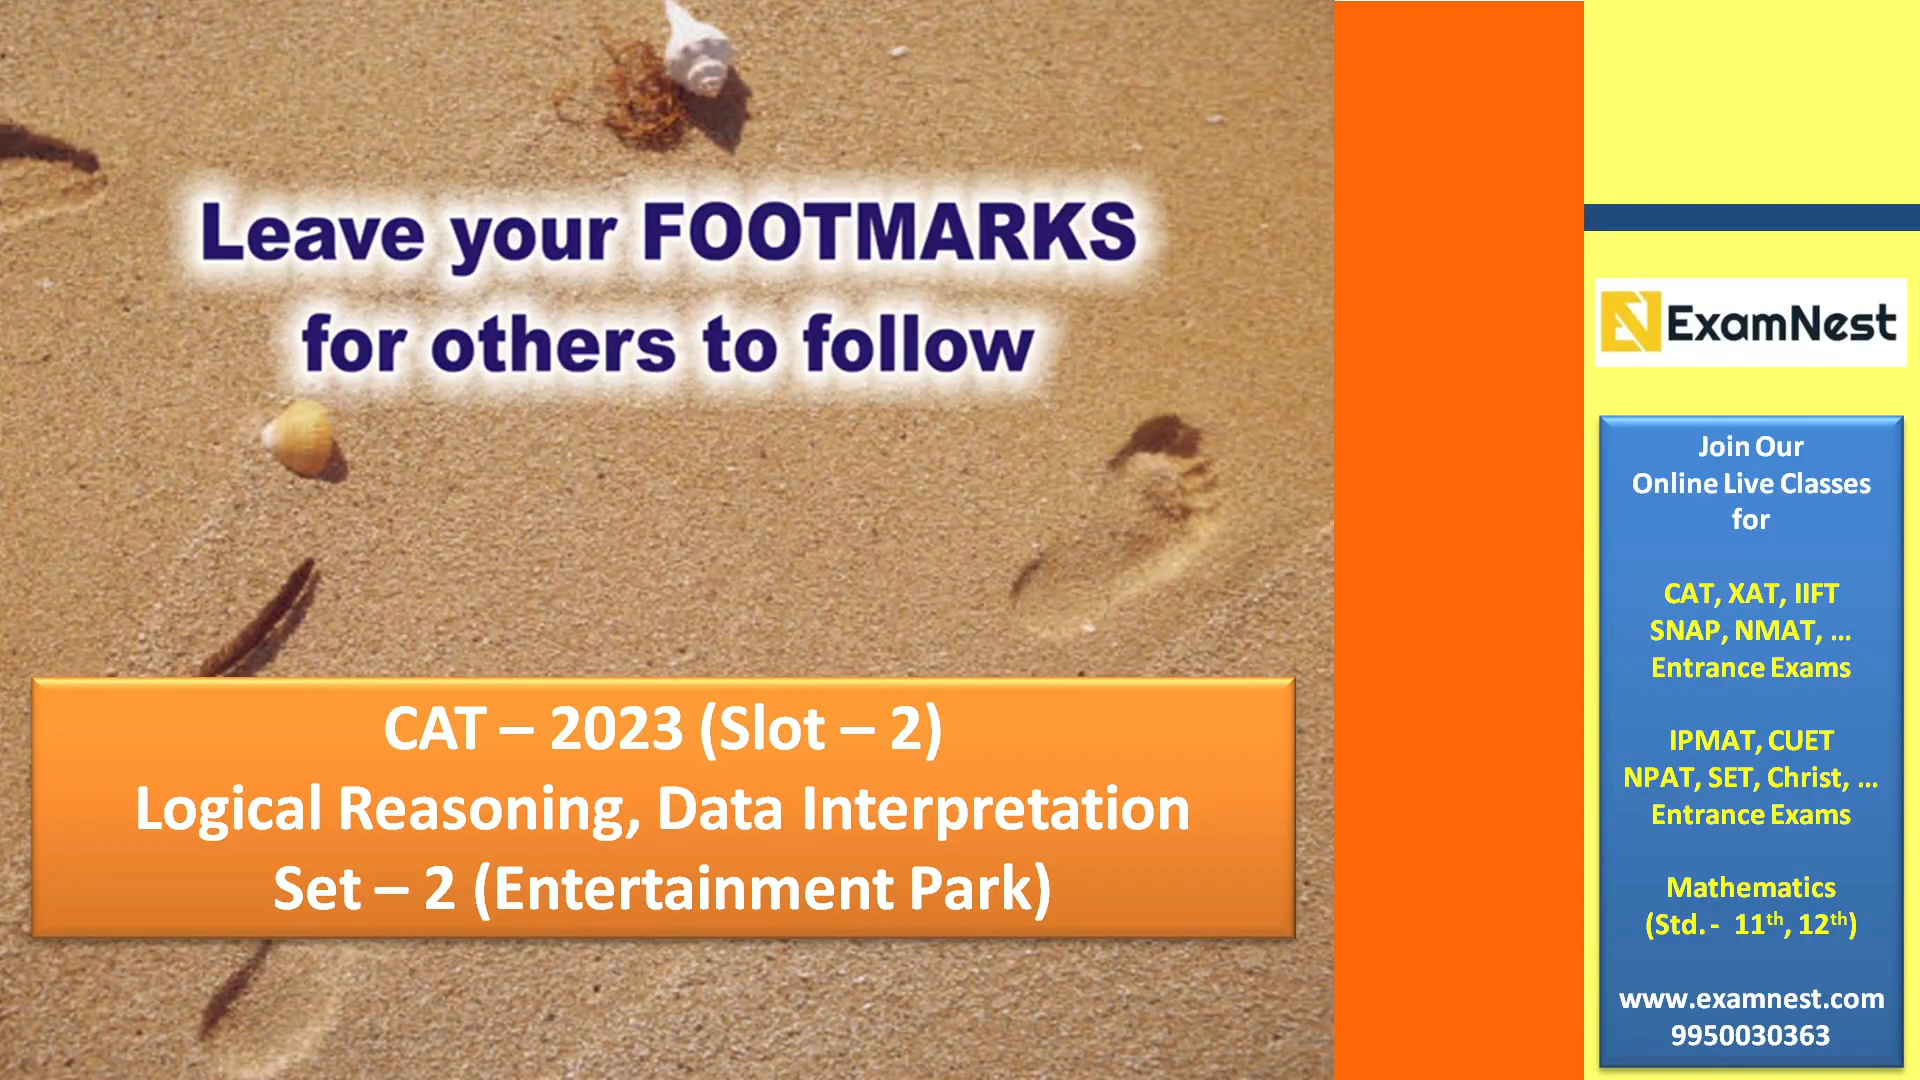 Leave your FOOTMARKS
for others to follow
CAT – 2023 (Slot – 2)
Logical Reasoning, Data Interpretation
Set – 2 (Entertainment Park)
ExamNest
Join Our
Online Live Classes
for
CAT, XAT, IIFT
SNAP, NMAT, ...
Entrance Exams
IPMAT, CUET
NPAT, SET, Christ, ...
Entrance Exams
Mathematics
(Std. - 11th, 12th)
www.examnest.com
9950030363